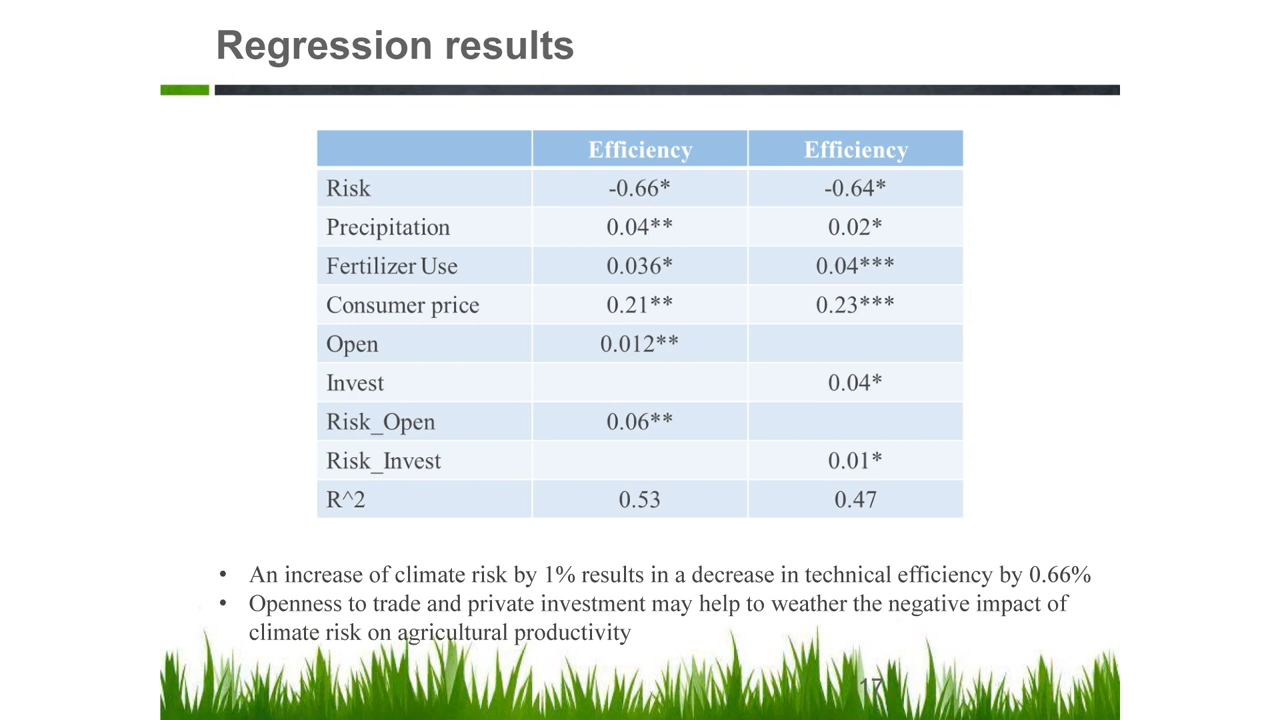 Regression results
Efficiency Efficiency
Risk -0.66* -0.64*
Precipitation 0.04** 0.02*
Fertilizer Use 0.036* 0.04***
Consumer price 0.21** 0.23***
Open 0.012**
Invest 0.04*
Risk_Open 0.06**
Risk_Invest 0.01*
R^2 0.53 0.47
• An increase of climate risk by 1% results in a decrease in technical efficiency by 0.66%
• Openness to trade and private investment may help to weather the negative impact of
climate risk on agricultural productivity
17